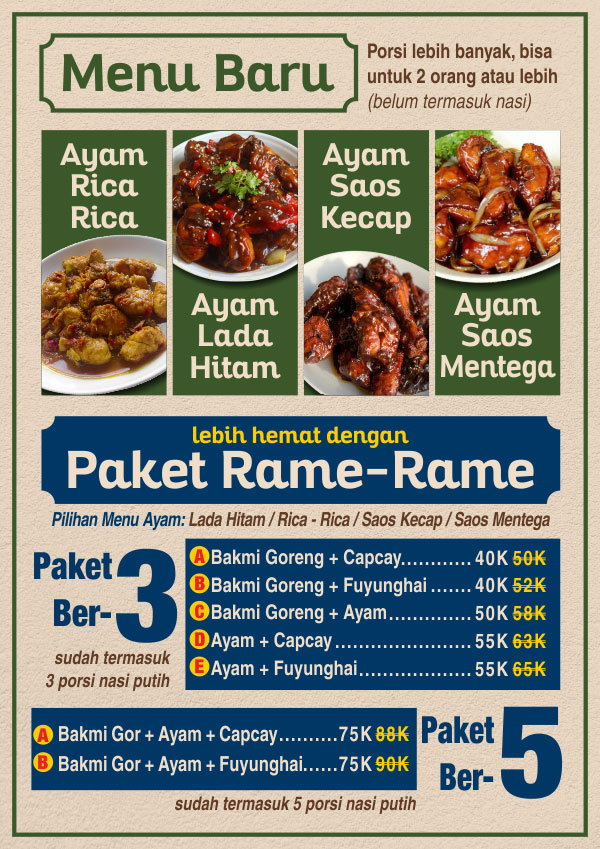 Menu Baru
Porsi lebih banyak, bisa
untuk 2 orang atau lebih
(belum termasuk nasi)
Ayam
Rica
Rica
Ayam
Lada
Hitam
Ayam
Saos
Kecap
Ayam
Saos
Mentega
lebih hemat dengan
Paket Rame-Rame
Pilihan Menu Ayam: Lada Hitam / Rica - Rica / Saos Kecap / Saos Mentega
Paket
Ber-3
sudah termasuk
3 porsi nasi putih
A Bakmi Goreng + Capcay............ 40K 50K
B Bakmi Goreng + Fuyunghai ....... 40K 52K
C Bakmi Goreng + Ayam.............. 50K 58K
D Ayam + Capcay....................... 55K 63K
E Ayam + Fuyunghai................... 55K 65K
A Bakmi Gor + Ayam + Capcay..........75K 88K
B Bakmi Gor + Ayam + Fuyunghai......75K 90K
Paket
Ber-5
sudah termasuk 5 porsi nasi putih